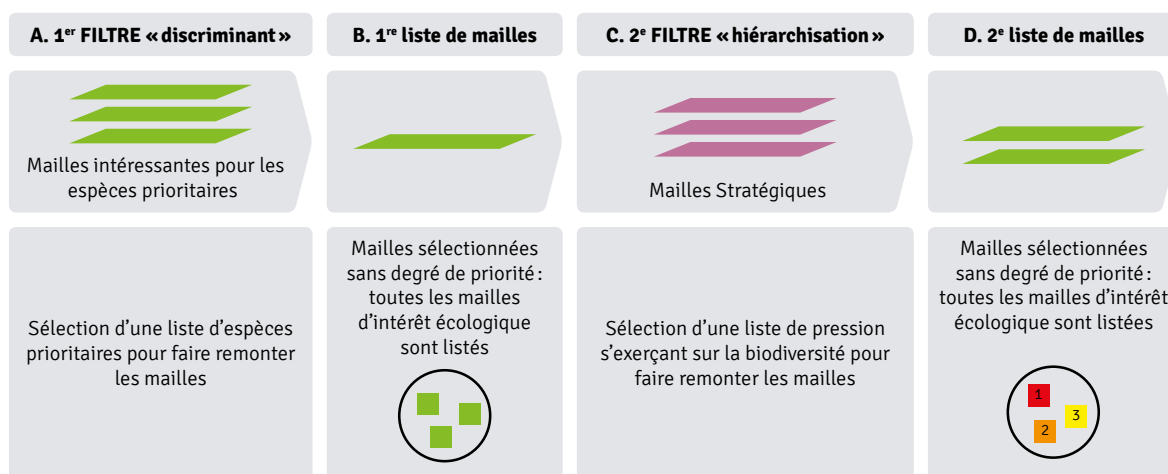 A. 1er FILTRE « discriminant »
B. 1re liste de mailles
C. 2e FILTRE « hiérarchisation »
D. 2e liste de mailles
Mailles intéressantes pour les
espèces prioritaires
Mailles Stratégiques
Sélection d’une liste d’espèces
prioritaires pour faire remonter
les mailles
Mailles sélectionnées
sans degré de priorité :
toutes les mailles
d’intérêt écologique
sont listés
Sélection d’une liste de pression
s’exerçant sur la biodiversité pour
faire remonter les mailles
Mailles sélectionnées
sans degré de priorité :
toutes les mailles d’intérêt
écologique sont listées
1
3
2